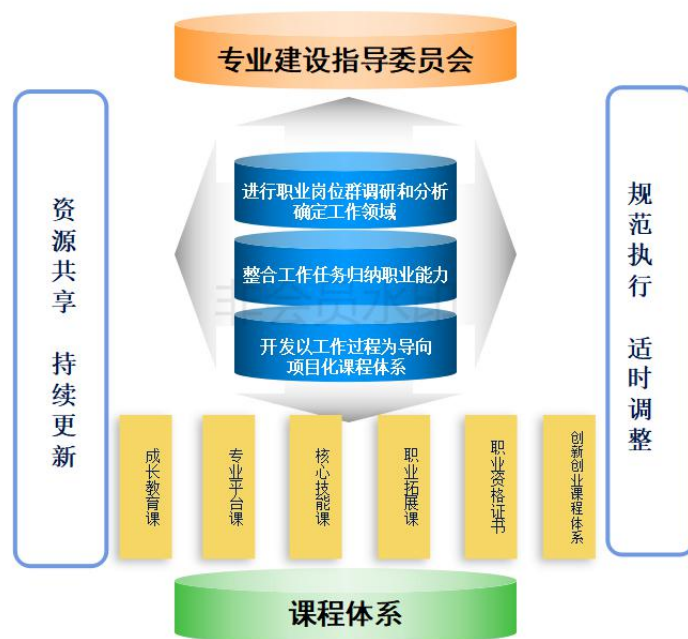 专业建设指导委员会
资源共享 持续更新
进行职业岗位群调研和分析
确定工作领域
整合工作任务归纳职业能力
非会员水印
开发以工作过程为导向
项目化课程体系
规范执行 适时调整
成长教育课
专业平台课
核心技能课
职业拓展课
职业资格证书
创新创业课程体系
课程体系